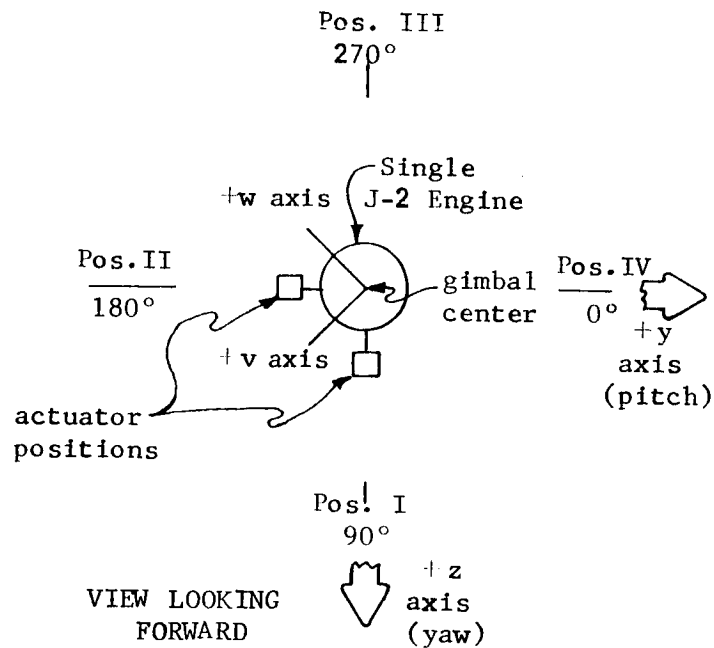 Pos. III
270°
Single
J-2 Engine
+w axis
Pos.II
180°
Pos.IV
0°
gimbal
center
+y
axis
(pitch)
+v axis
actuator
positions
Pos. I
90°
+z
axis
(yaw)
VIEW LOOKING
FORWARD